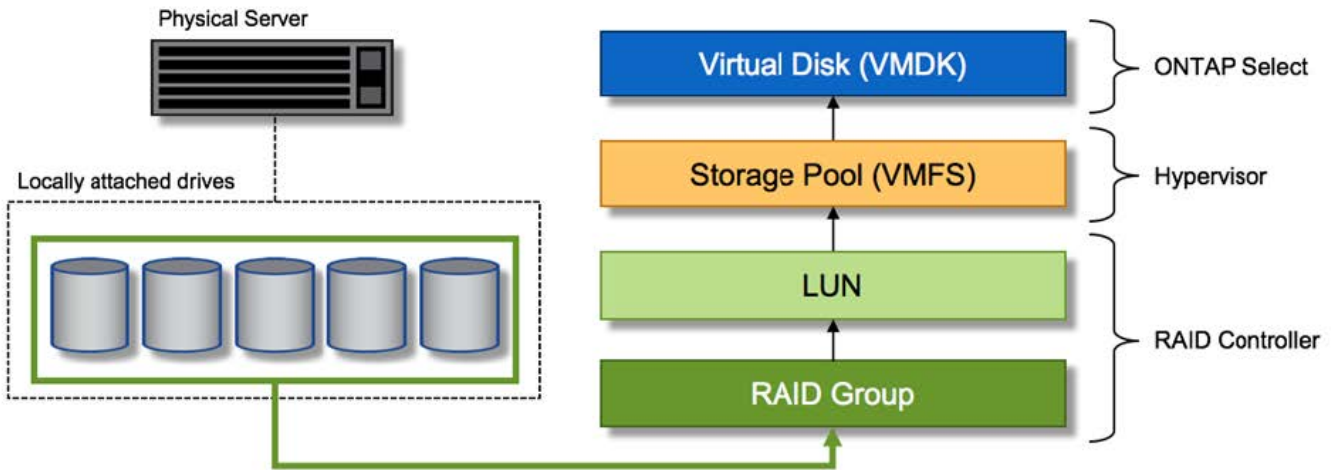 Physical Server
Locally attached drives
Virtual Disk (VMDK)
ONTAP Select
Storage Pool (VMFS)
Hypervisor
LUN
RAID Controller
RAID Group